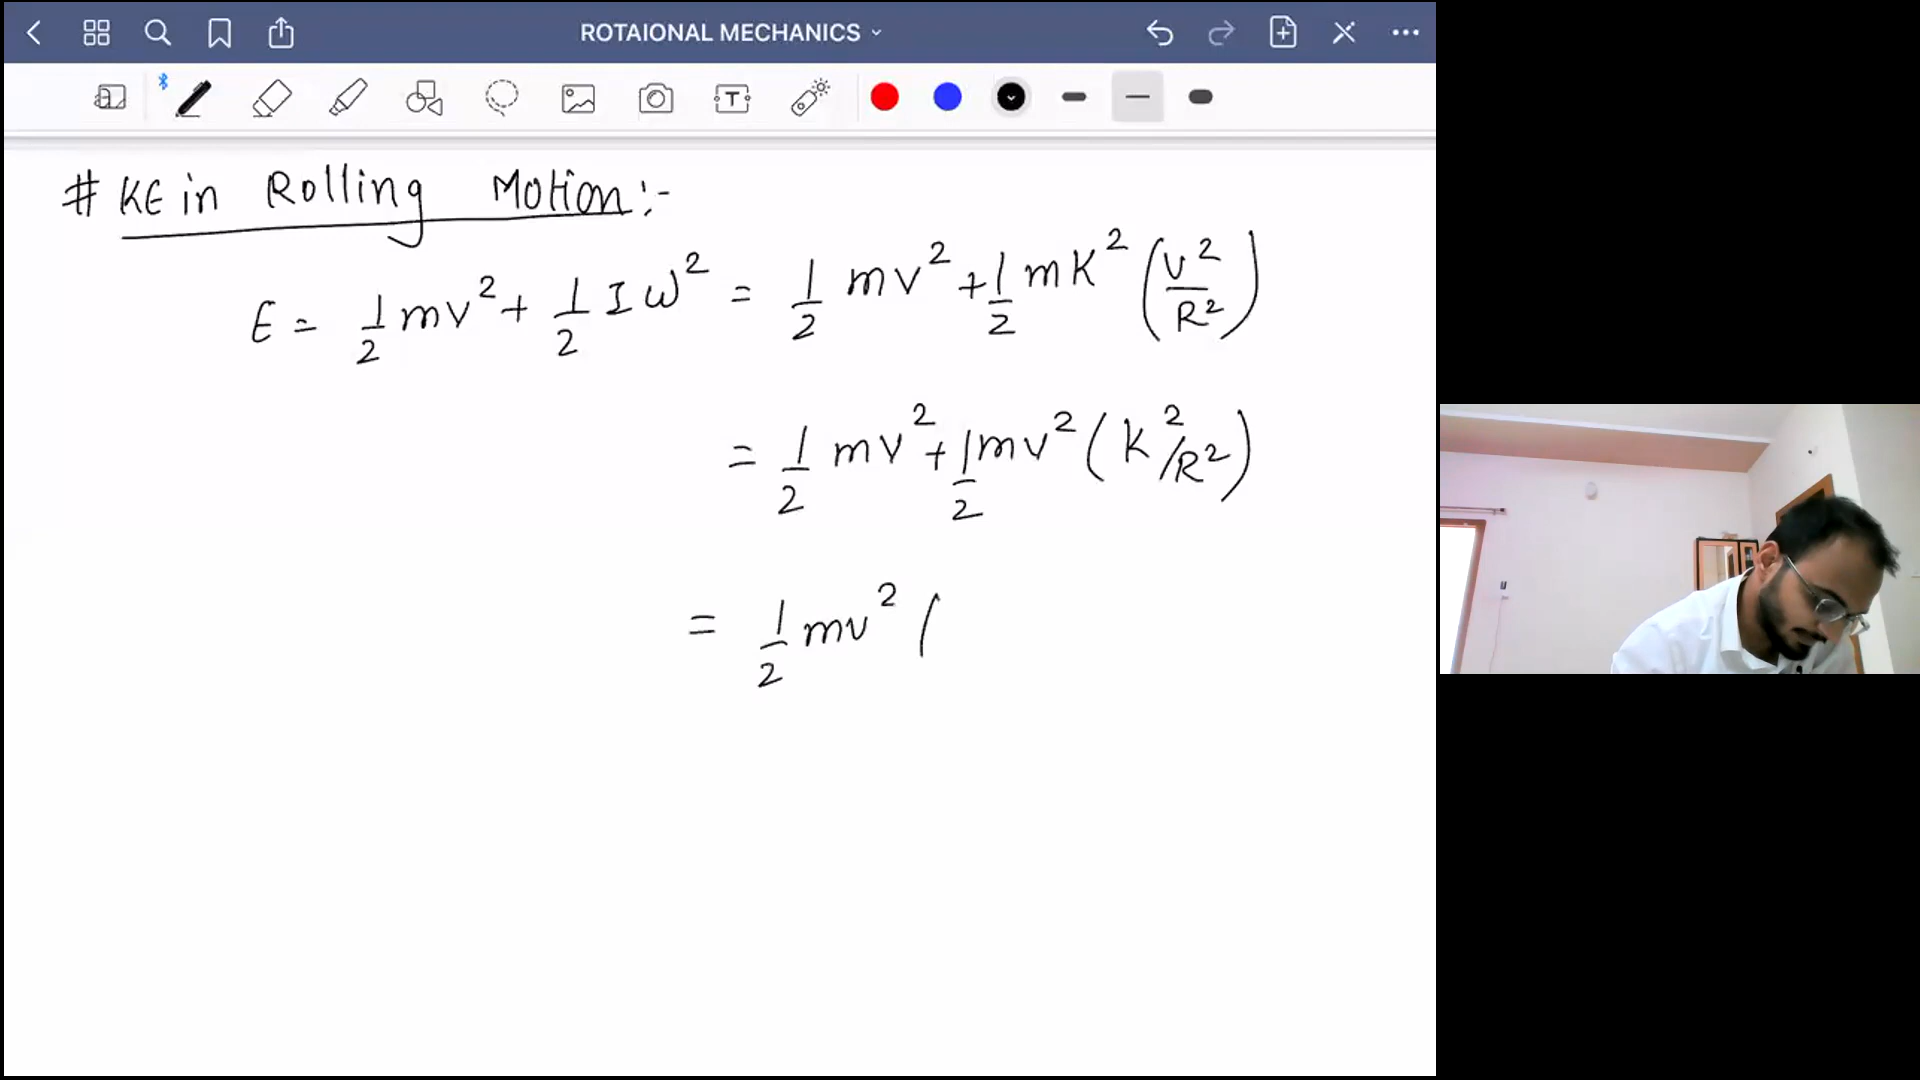 ROTAIONAL MECHANICS
# KE in Rolling Motion :-
E = 1/2 mv² + 1/2 I ω² = 1/2 mv² + 1/2 mK² (v²/R²)
= 1/2 mv² + 1/2 mv² (K²/R²)
= 1/2 mv² (